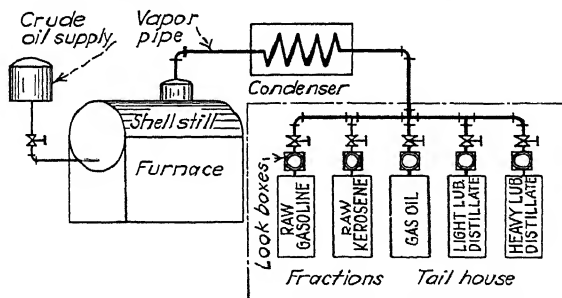 Crude
oil supply
Vapor
pipe
Condenser
Shell still
Furnace
Look boxes
RAW
GASOLINE
RAW
KEROSENE
GAS OIL
LIGHT LUB.
DISTILLATE
HEAVY LUB.
DISTILLATE
Fractions
Tail house